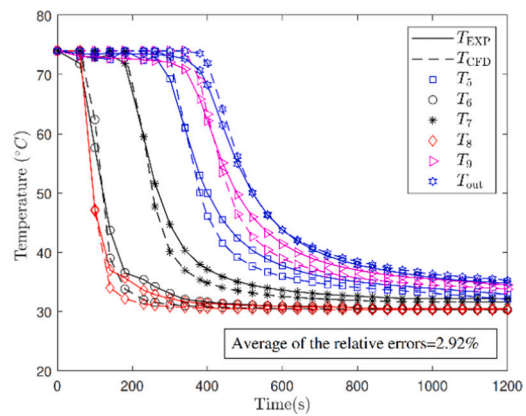 80
70
60
50
40
30
20
Temperature (°C)
T_EXP
T_CFD
T_5
T_6
T_7
T_8
T_9
T_out
Average of the relative errors=2.92%
0 200 400 600 800 1000 1200
Time(s)